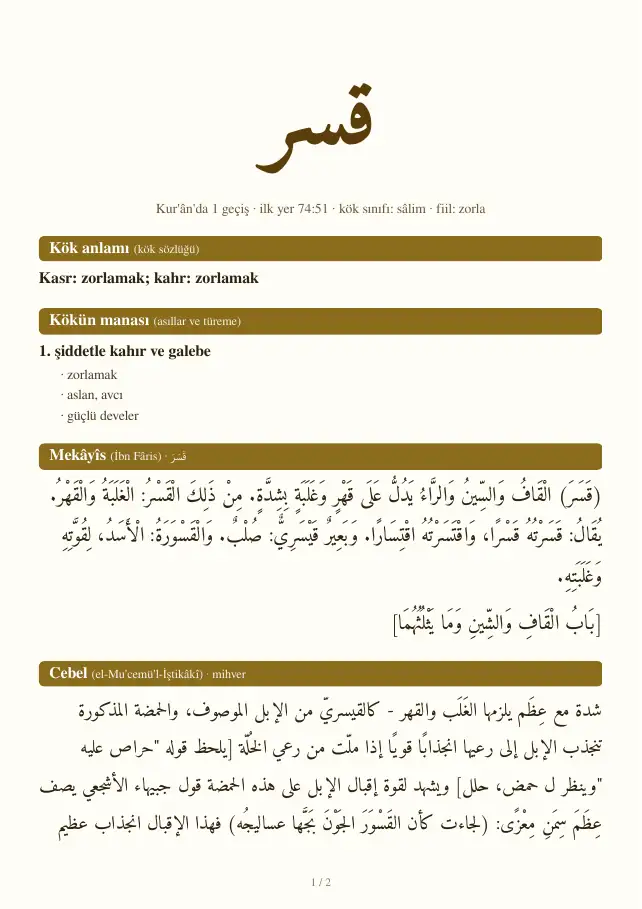 قسر
Kur'ân'da 1 geçiş · ilk yer 74:51 · kök sınıfı: sâlim · fiil: zorla
Kök anlamı (kök sözlüğü)
Kasr: zorlamak; kahr: zorlamak
Kökün manası (asıllar ve türeme)
1. şiddetle kahır ve galebe
· zorlamak
· aslan, avcı
· güçlü develer
Mekâyîs (İbn Fâris) · قَسَرَ
(قَسَرَ) الْقَافُ وَالسِّينُ وَالرَّاءُ يَدُلُّ عَلَى قَهْرٍ وَغَلَبَةٍ بِشِدَّةٍ. مِنْ ذَلِكَ الْقَسْرُ: الْغَلَبَةُ وَالْقَهْرُ.
يُقَالُ: قَسَرْتُهُ قَسْرًا، وَاقْتَسَرْتُهُ اقْتِسَارًا. وَبَعِيرٌ قَيْسَرِيٌّ: صُلْبٌ. وَالْقَسْوَرَةُ: الْأَسَدُ، لِقُوَّتِهِ
وَغَلَبَتِهِ.
[بَابُ الْقَافِ وَالشِّينِ وَمَا يَثْلُثُهُمَا]
Cebel (el-Mu'cemü'l-İştikâkî) · mihver
شدة مع عِظَم يلزمها الغَلَب والقهر - كالقيسريّ من الإبل الموصوف، والحمضة المذكورة
تنجذب الإبل إلى رعيها انجذابًا قويًا إذا ملّت من رعي الخُلّة [يلحظ قوله "حراص عليه
"وينظر ل حمض، حلل] ويشهد لقوة إقبال الإبل على هذه الحمضة قول جبيهاء الأشجعي يصف
عِظَمَ سِمَنِ مِعْزًى: (لجاءت كأن القَسْوَرَ الجَوْنَ بَجَّها عساليجُه) فهذا الإقبال انجذاب عظيم
1 / 2